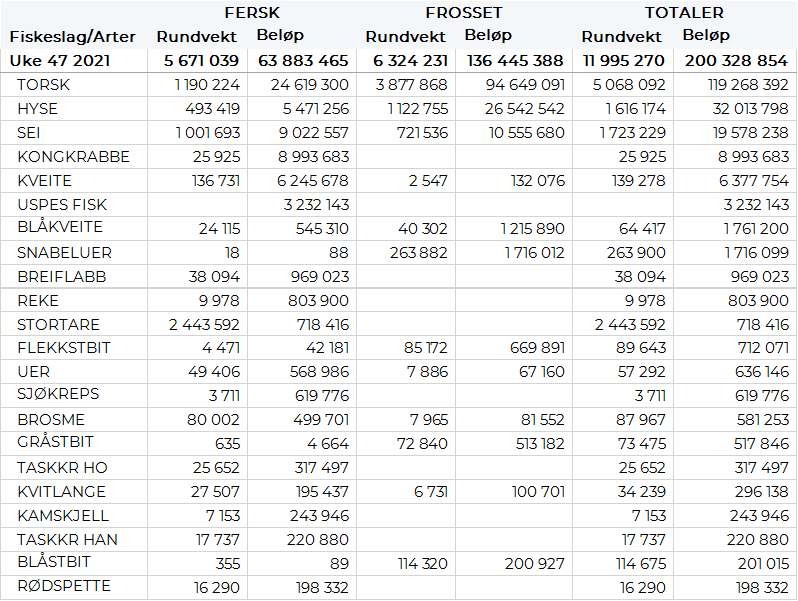 FERSK FROSSET TOTALER
Fiskeslag/Arter Rundvekt Beløp Rundvekt Beløp Rundvekt Beløp
Uke 47 2021 5 671 039 63 883 465 6 324 231 136 445 388 11 995 270 200 328 854
TORSK 1 190 224 24 619 300 3 877 868 94 649 091 5 068 092 119 268 392
HYSE 493 419 5 471 256 1 122 755 26 542 542 1 616 174 32 013 798
SEI 1 001 693 9 022 557 721 536 10 555 680 1 723 229 19 578 238
KONGKRABBE 25 925 8 993 683 25 925 8 993 683
KVEITE 136 731 6 245 678 2 547 132 076 139 278 6 377 754
USPES FISK 3 232 143 3 232 143
BLÅKVEITE 24 115 545 310 40 302 1 215 890 64 417 1 761 200
SNABELUER 18 88 263 882 1 716 012 263 900 1 716 099
BREIFLABB 38 094 969 023 38 094 969 023
REKE 9 978 803 900 9 978 803 900
STORTARE 2 443 592 718 416 2 443 592 718 416
FLEKKSTBIT 4 471 42 181 85 172 669 891 89 643 712 071
UER 49 406 568 986 7 886 67 160 57 292 636 146
SJØKREPS 3 711 619 776 3 711 619 776
BROSME 80 002 499 701 7 965 81 552 87 967 581 253
GRÅSTBIT 635 4 664 72 840 513 182 73 475 517 846
TASKKR HO 25 652 317 497 25 652 317 497
KVITLANGE 27 507 195 437 6 731 100 701 34 239 296 138
KAMSKJELL 7 153 243 946 7 153 243 946
TASKKR HAN 17 737 220 880 17 737 220 880
BLÅSTBIT 355 89 114 320 200 927 114 675 201 015
RØDSPETTE 16 290 198 332 16 290 198 332